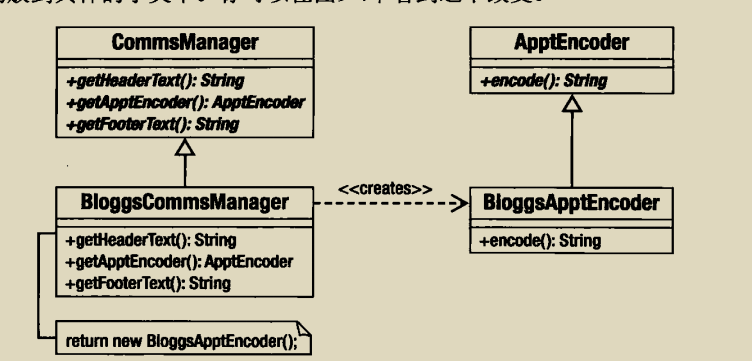 CommsManager
+getHeaderText(): String
+getApptEncoder(): ApptEncoder
+getFooterText(): String
ApptEncoder
+encode(): String
<<creates>>
BloggsCommsManager
+getHeaderText(): String
+getApptEncoder(): ApptEncoder
+getFooterText(): String
BloggsApptEncoder
+encode(): String
return new BloggsApptEncoder();